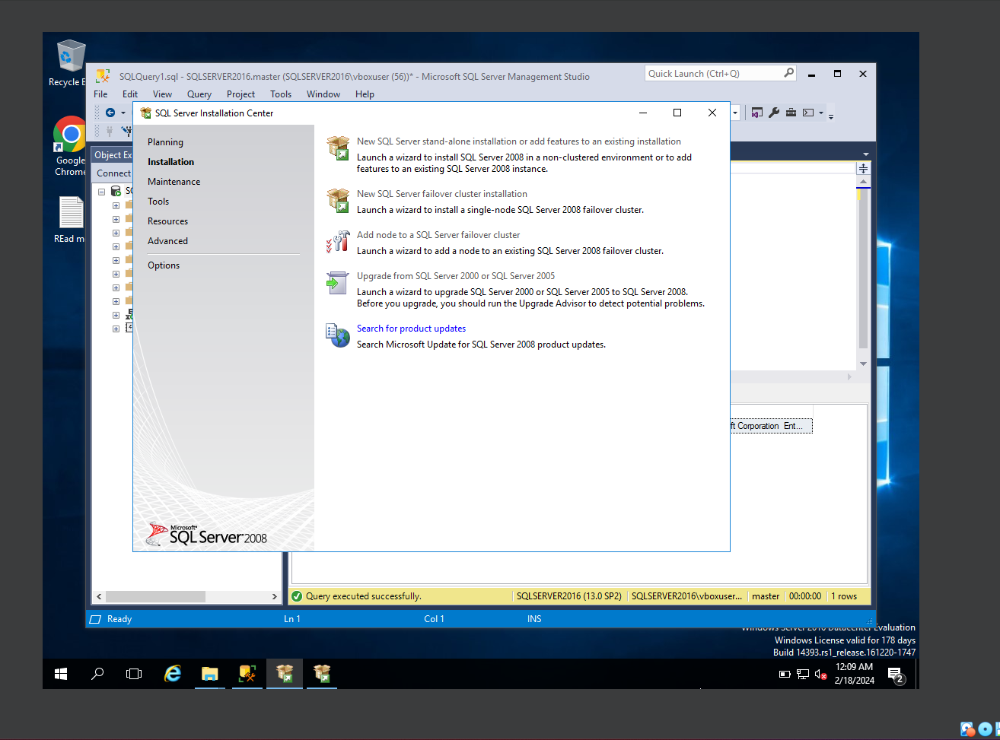 Recycle B
SQLQuery1.sql - SQLSERVER2016.master (SQLSERVER2016\vboxuser (56))* - Microsoft SQL Server Management Studio
Quick Launch (Ctrl+Q)
File Edit View Query Project Tools Window Help
SQL Server Installation Center
Google Chrome
REad m
Object Ex
Connect
SQ
Planning
Installation
Maintenance
Tools
Resources
Advanced
Options
New SQL Server stand-alone installation or add features to an existing installation
Launch a wizard to install SQL Server 2008 in a non-clustered environment or to add
features to an existing SQL Server 2008 instance.
New SQL Server failover cluster installation
Launch a wizard to install a single-node SQL Server 2008 failover cluster.
Add node to a SQL Server failover cluster
Launch a wizard to add a node to an existing SQL Server 2008 failover cluster.
Upgrade from SQL Server 2000 or SQL Server 2005
Launch a wizard to upgrade SQL Server 2000 or SQL Server 2005 to SQL Server 2008.
Before you upgrade, you should run the Upgrade Advisor to detect potential problems.
Search for product updates
Search Microsoft Update for SQL Server 2008 product updates.
ft Corporation Ent...
Microsoft®
SQL Server 2008
Query executed successfully. SQLSERVER2016 (13.0 SP2) SQLSERVER2016\vboxuser... master 00:00:00 1 rows
Ready Ln 1 Col 1 INS
Windows Server 2016 Datacenter Evaluation
Windows License valid for 178 days
Build 14393.rs1_release.161220-1747
12:09 AM
2/18/2024
2